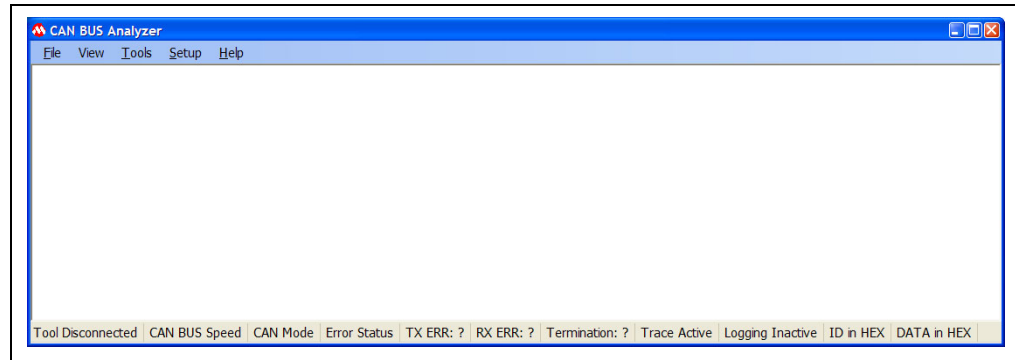 CAN BUS Analyzer
File View Tools Setup Help
Tool Disconnected CAN BUS Speed CAN Mode Error Status TX ERR: ? RX ERR: ? Termination: ? Trace Active Logging Inactive ID in HEX DATA in HEX